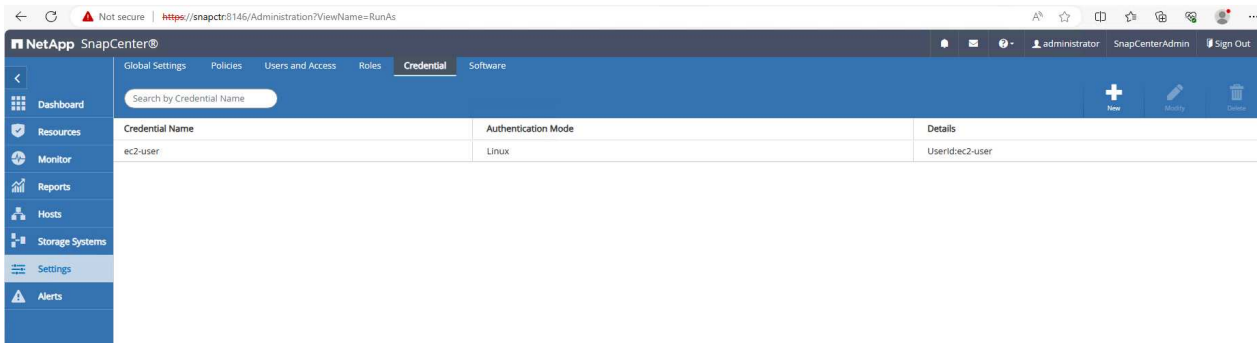 Not secure https://snapctr:8146/Administration?ViewName=RunAs
NetApp SnapCenter® administrator SnapCenterAdmin Sign Out
Global Settings Policies Users and Access Roles Credential Software
Search by Credential Name
New Modify Delete
Dashboard
Resources
Monitor
Reports
Hosts
Storage Systems
Settings
Alerts
Credential Name Authentication Mode Details
ec2-user Linux UserId:ec2-user